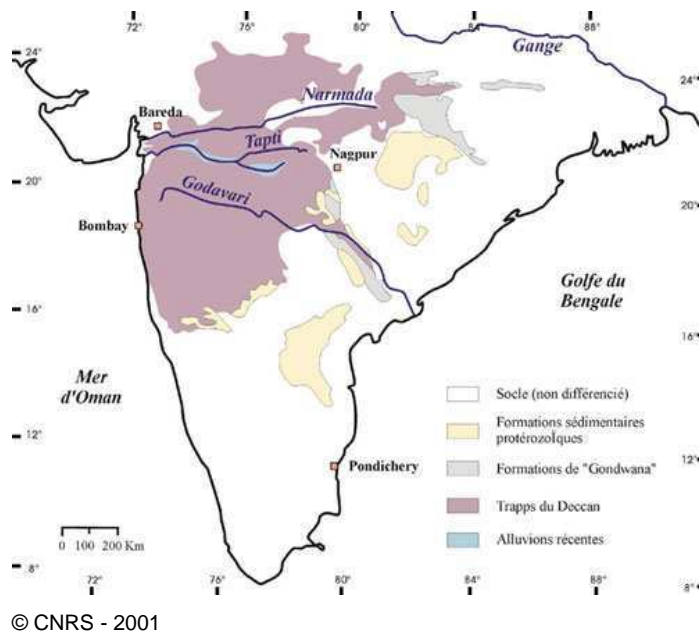 72° 76° 80° 84° 88°
24°
Gange
24°
Narmada
Bareda
Tapti
Nagpur
20°
Godavari
20°
Bombay
Golfe du
Bengale
16°
16°
Mer
d'Oman
Socle (non différencié)
Formations sédimentaires
protérozoïques
12°
12°
Formations de "Gondwana"
Pondichery
Trapps du Deccan
0 100 200 Km
Alluvions récentes
8°
8°
72° 76° 80° 84° 88°
© CNRS - 2001